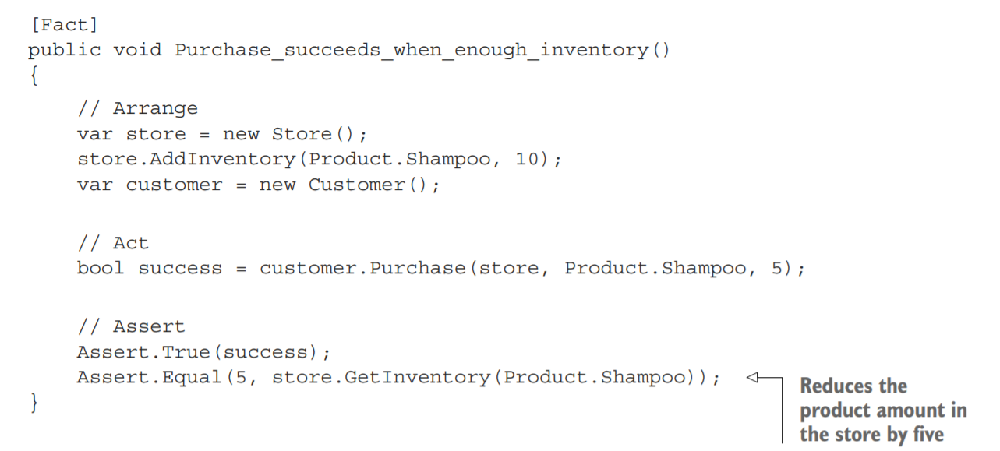 [Fact]
public void Purchase_succeeds_when_enough_inventory()
{
// Arrange
var store = new Store();
store.AddInventory(Product.Shampoo, 10);
var customer = new Customer();
// Act
bool success = customer.Purchase(store, Product.Shampoo, 5);
// Assert
Assert.True(success);
Assert.Equal(5, store.GetInventory(Product.Shampoo));
}
Reduces the
product amount in
the store by five